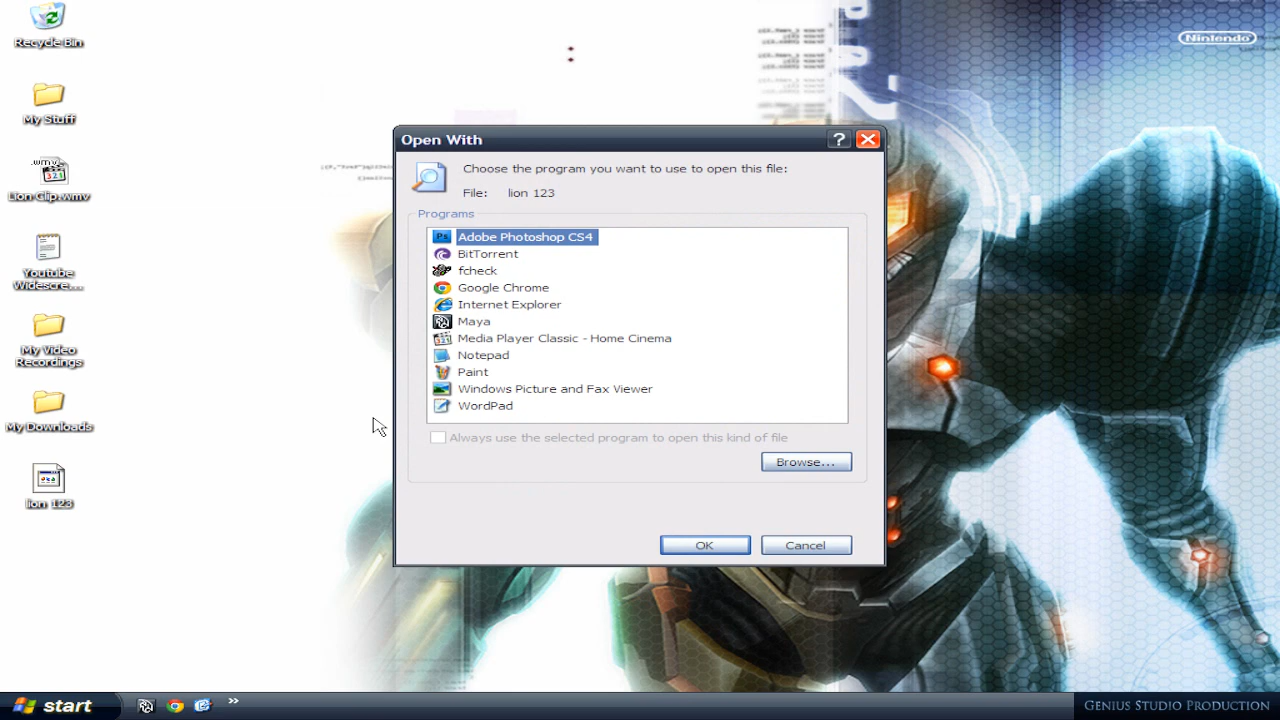 Recycle Bin
My Stuff
.wmv
Lion Clip.wmv
Youtube
Widescre....
My Video
Recordings
My Downloads
lion 123
Nintendo
Open With
Choose the program you want to use to open this file:
File: lion 123
Programs
Ps Adobe Photoshop CS4
BitTorrent
fcheck
Google Chrome
Internet Explorer
Maya
321 Media Player Classic - Home Cinema
Notepad
Paint
Windows Picture and Fax Viewer
WordPad
Always use the selected program to open this kind of file
Browse...
OK
Cancel
start
GENIUS STUDIO PRODUCTION